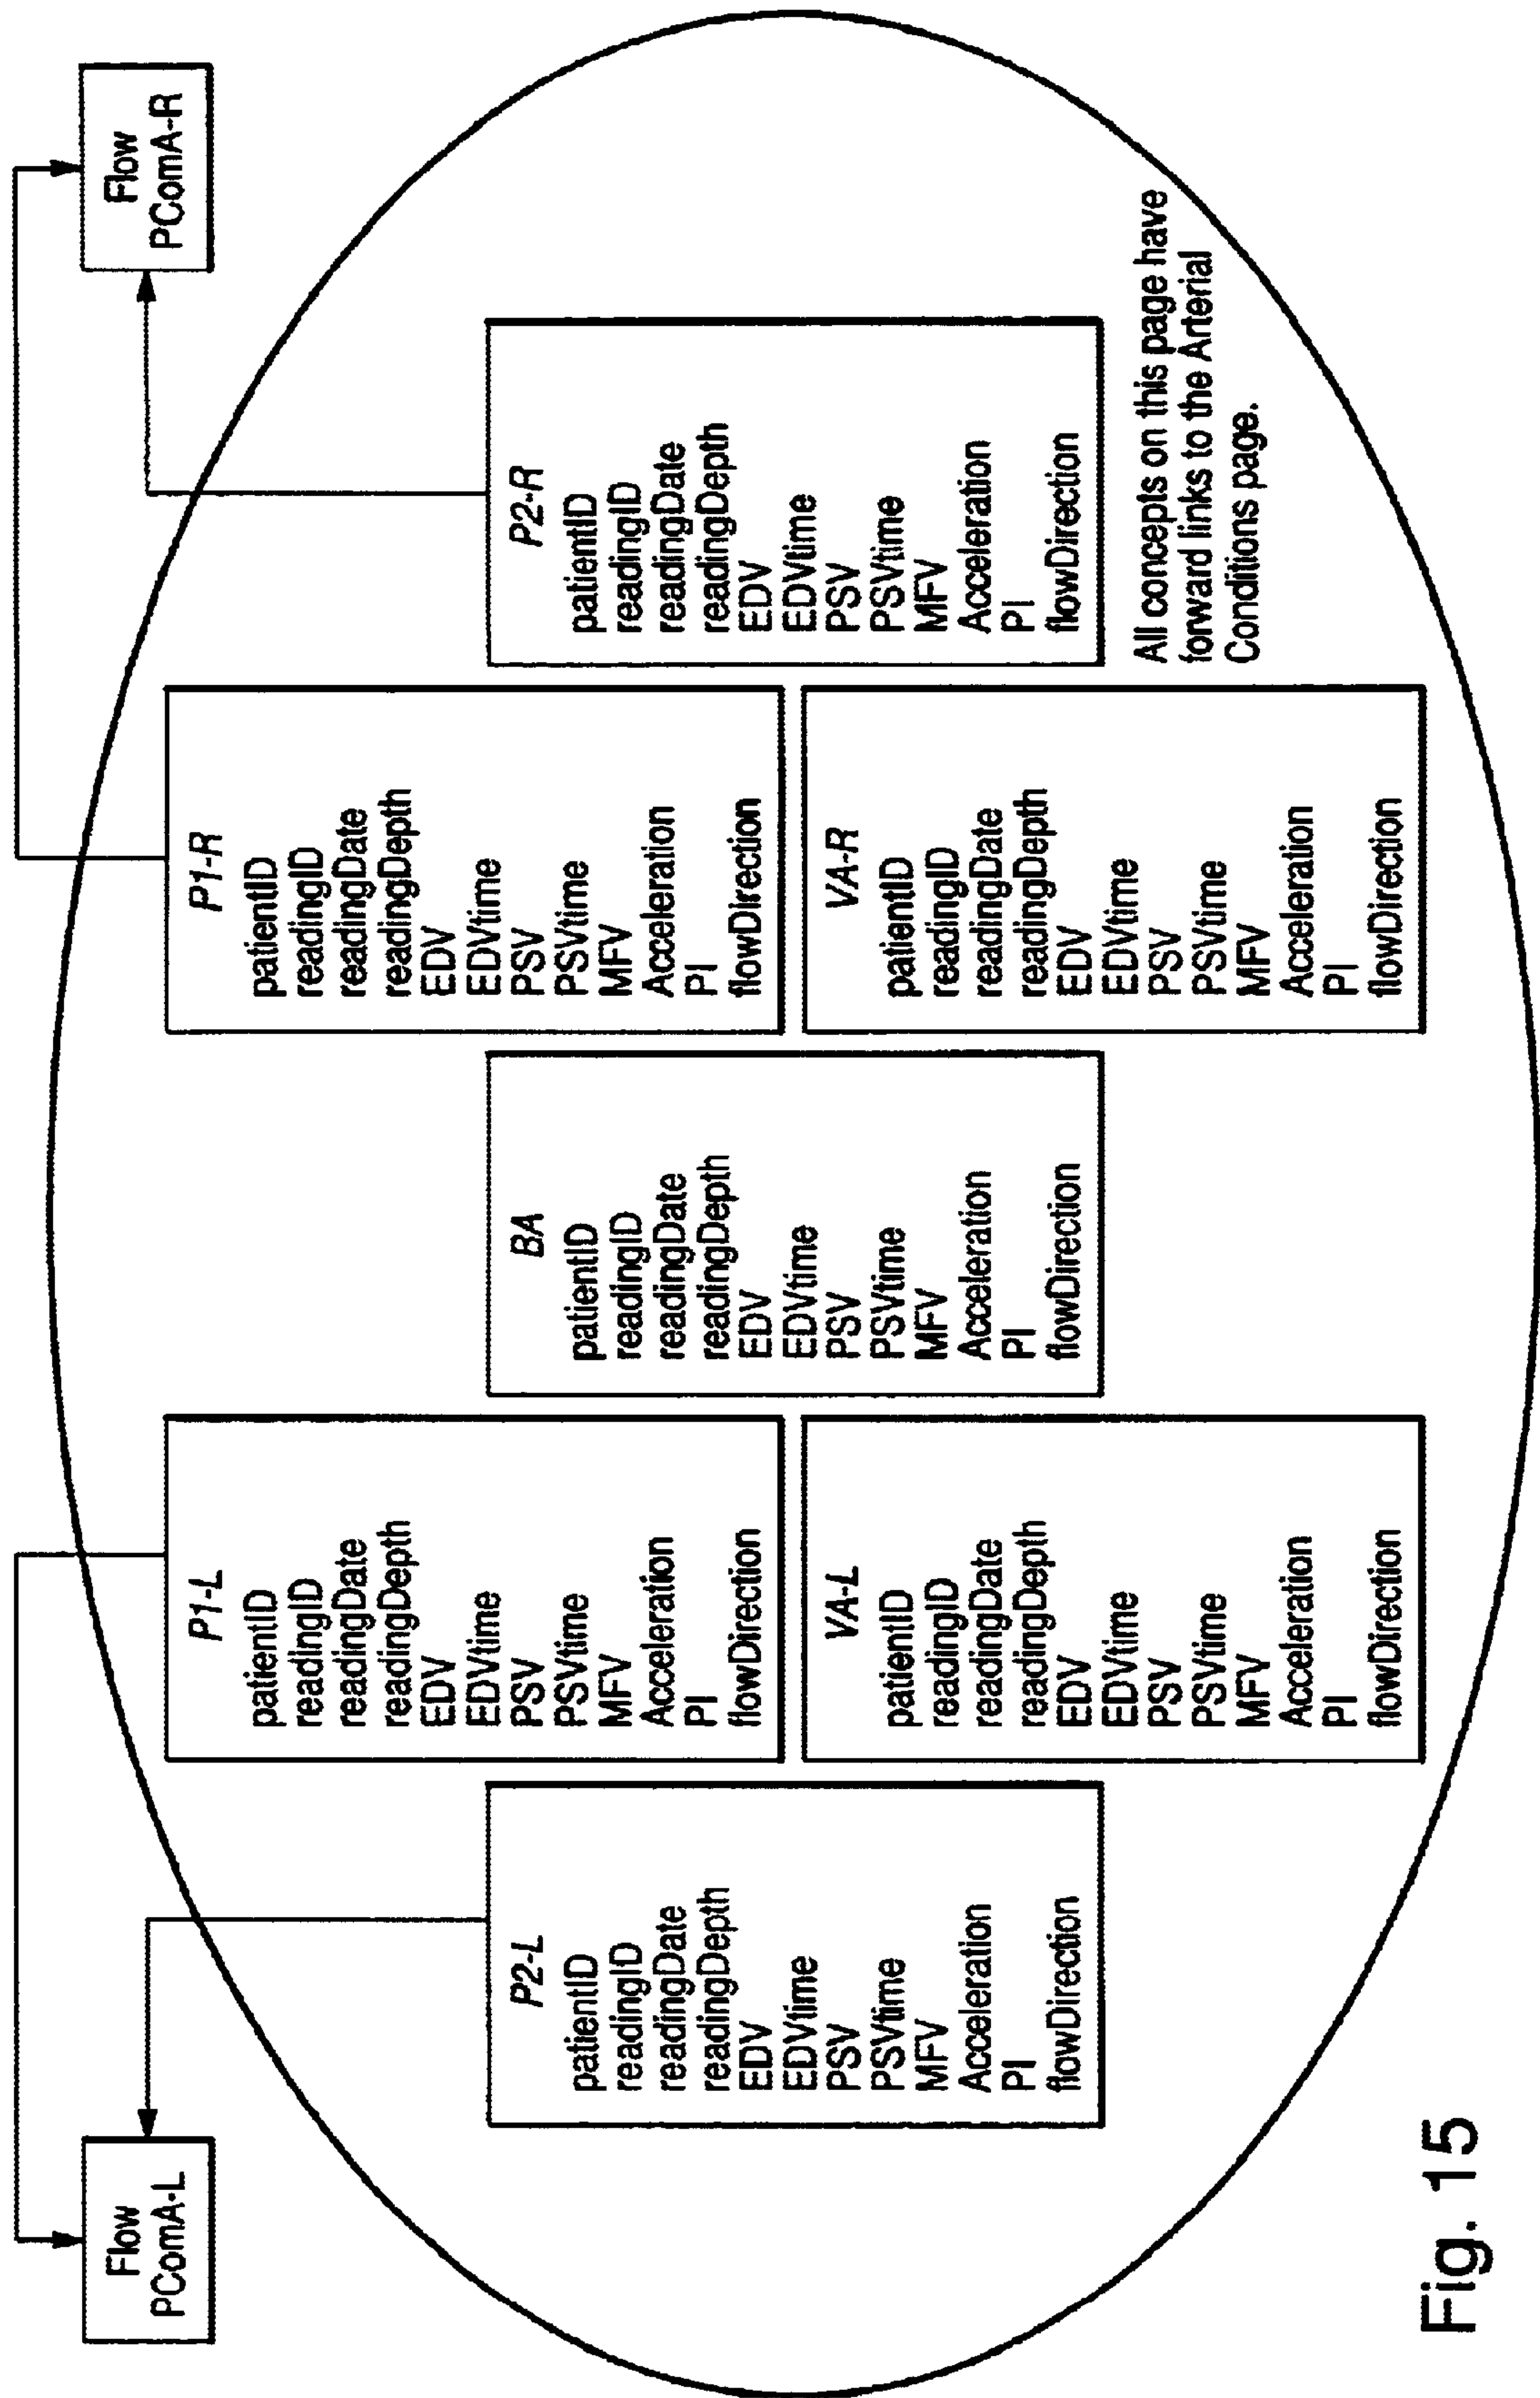 Flow
PComA-L
Flow
PComA-R
P2-L
patientID
readingID
readingDate
readingDepth
EDV
EDVtime
PSV
PSVtime
MFV
Acceleration
PI
flowDirection
P1-L
patientID
readingID
readingDate
readingDepth
EDV
EDVtime
PSV
PSVtime
MFV
Acceleration
PI
flowDirection
VA-L
patientID
readingID
readingDate
readingDepth
EDV
EDVtime
PSV
PSVtime
MFV
Acceleration
PI
flowDirection
BA
patientID
readingID
readingDate
readingDepth
EDV
EDVtime
PSV
PSVtime
MFV
Acceleration
PI
flowDirection
P1-R
patientID
readingID
readingDate
readingDepth
EDV
EDVtime
PSV
PSVtime
MFV
Acceleration
PI
flowDirection
VA-R
patientID
readingID
readingDate
readingDepth
EDV
EDVtime
PSV
PSVtime
MFV
Acceleration
PI
flowDirection
P2-R
patientID
readingID
readingDate
readingDepth
EDV
EDVtime
PSV
PSVtime
MFV
Acceleration
PI
flowDirection
All concepts on this page have
forward links to the Arterial
Conditions page.
Fig. 15